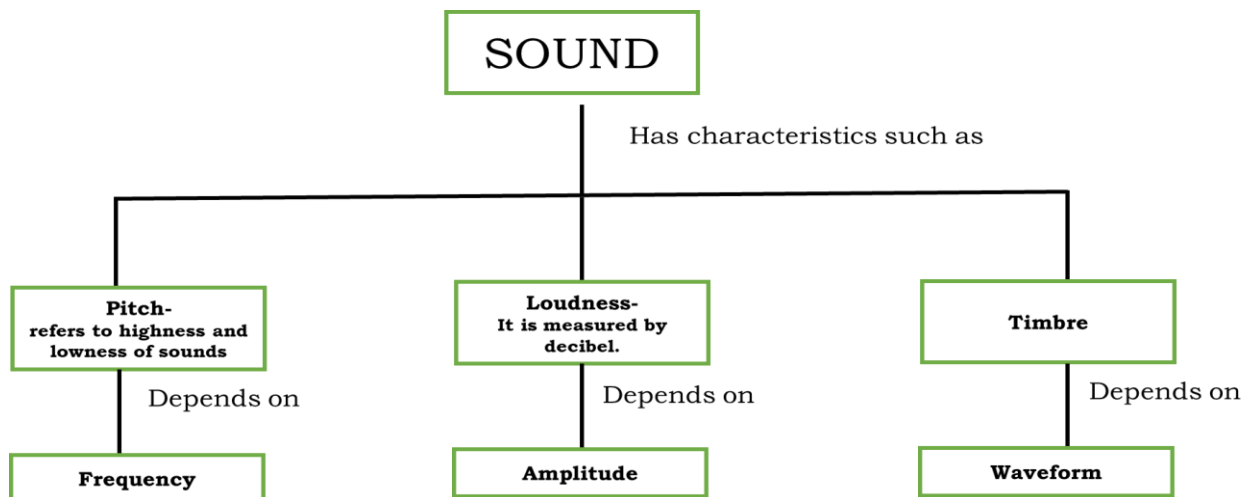 SOUND
Has characteristics such as
Pitch-
refers to highness and
lowness of sounds
Loudness-
It is measured by
decibel.
Timbre
Depends on
Depends on
Depends on
Frequency
Amplitude
Waveform